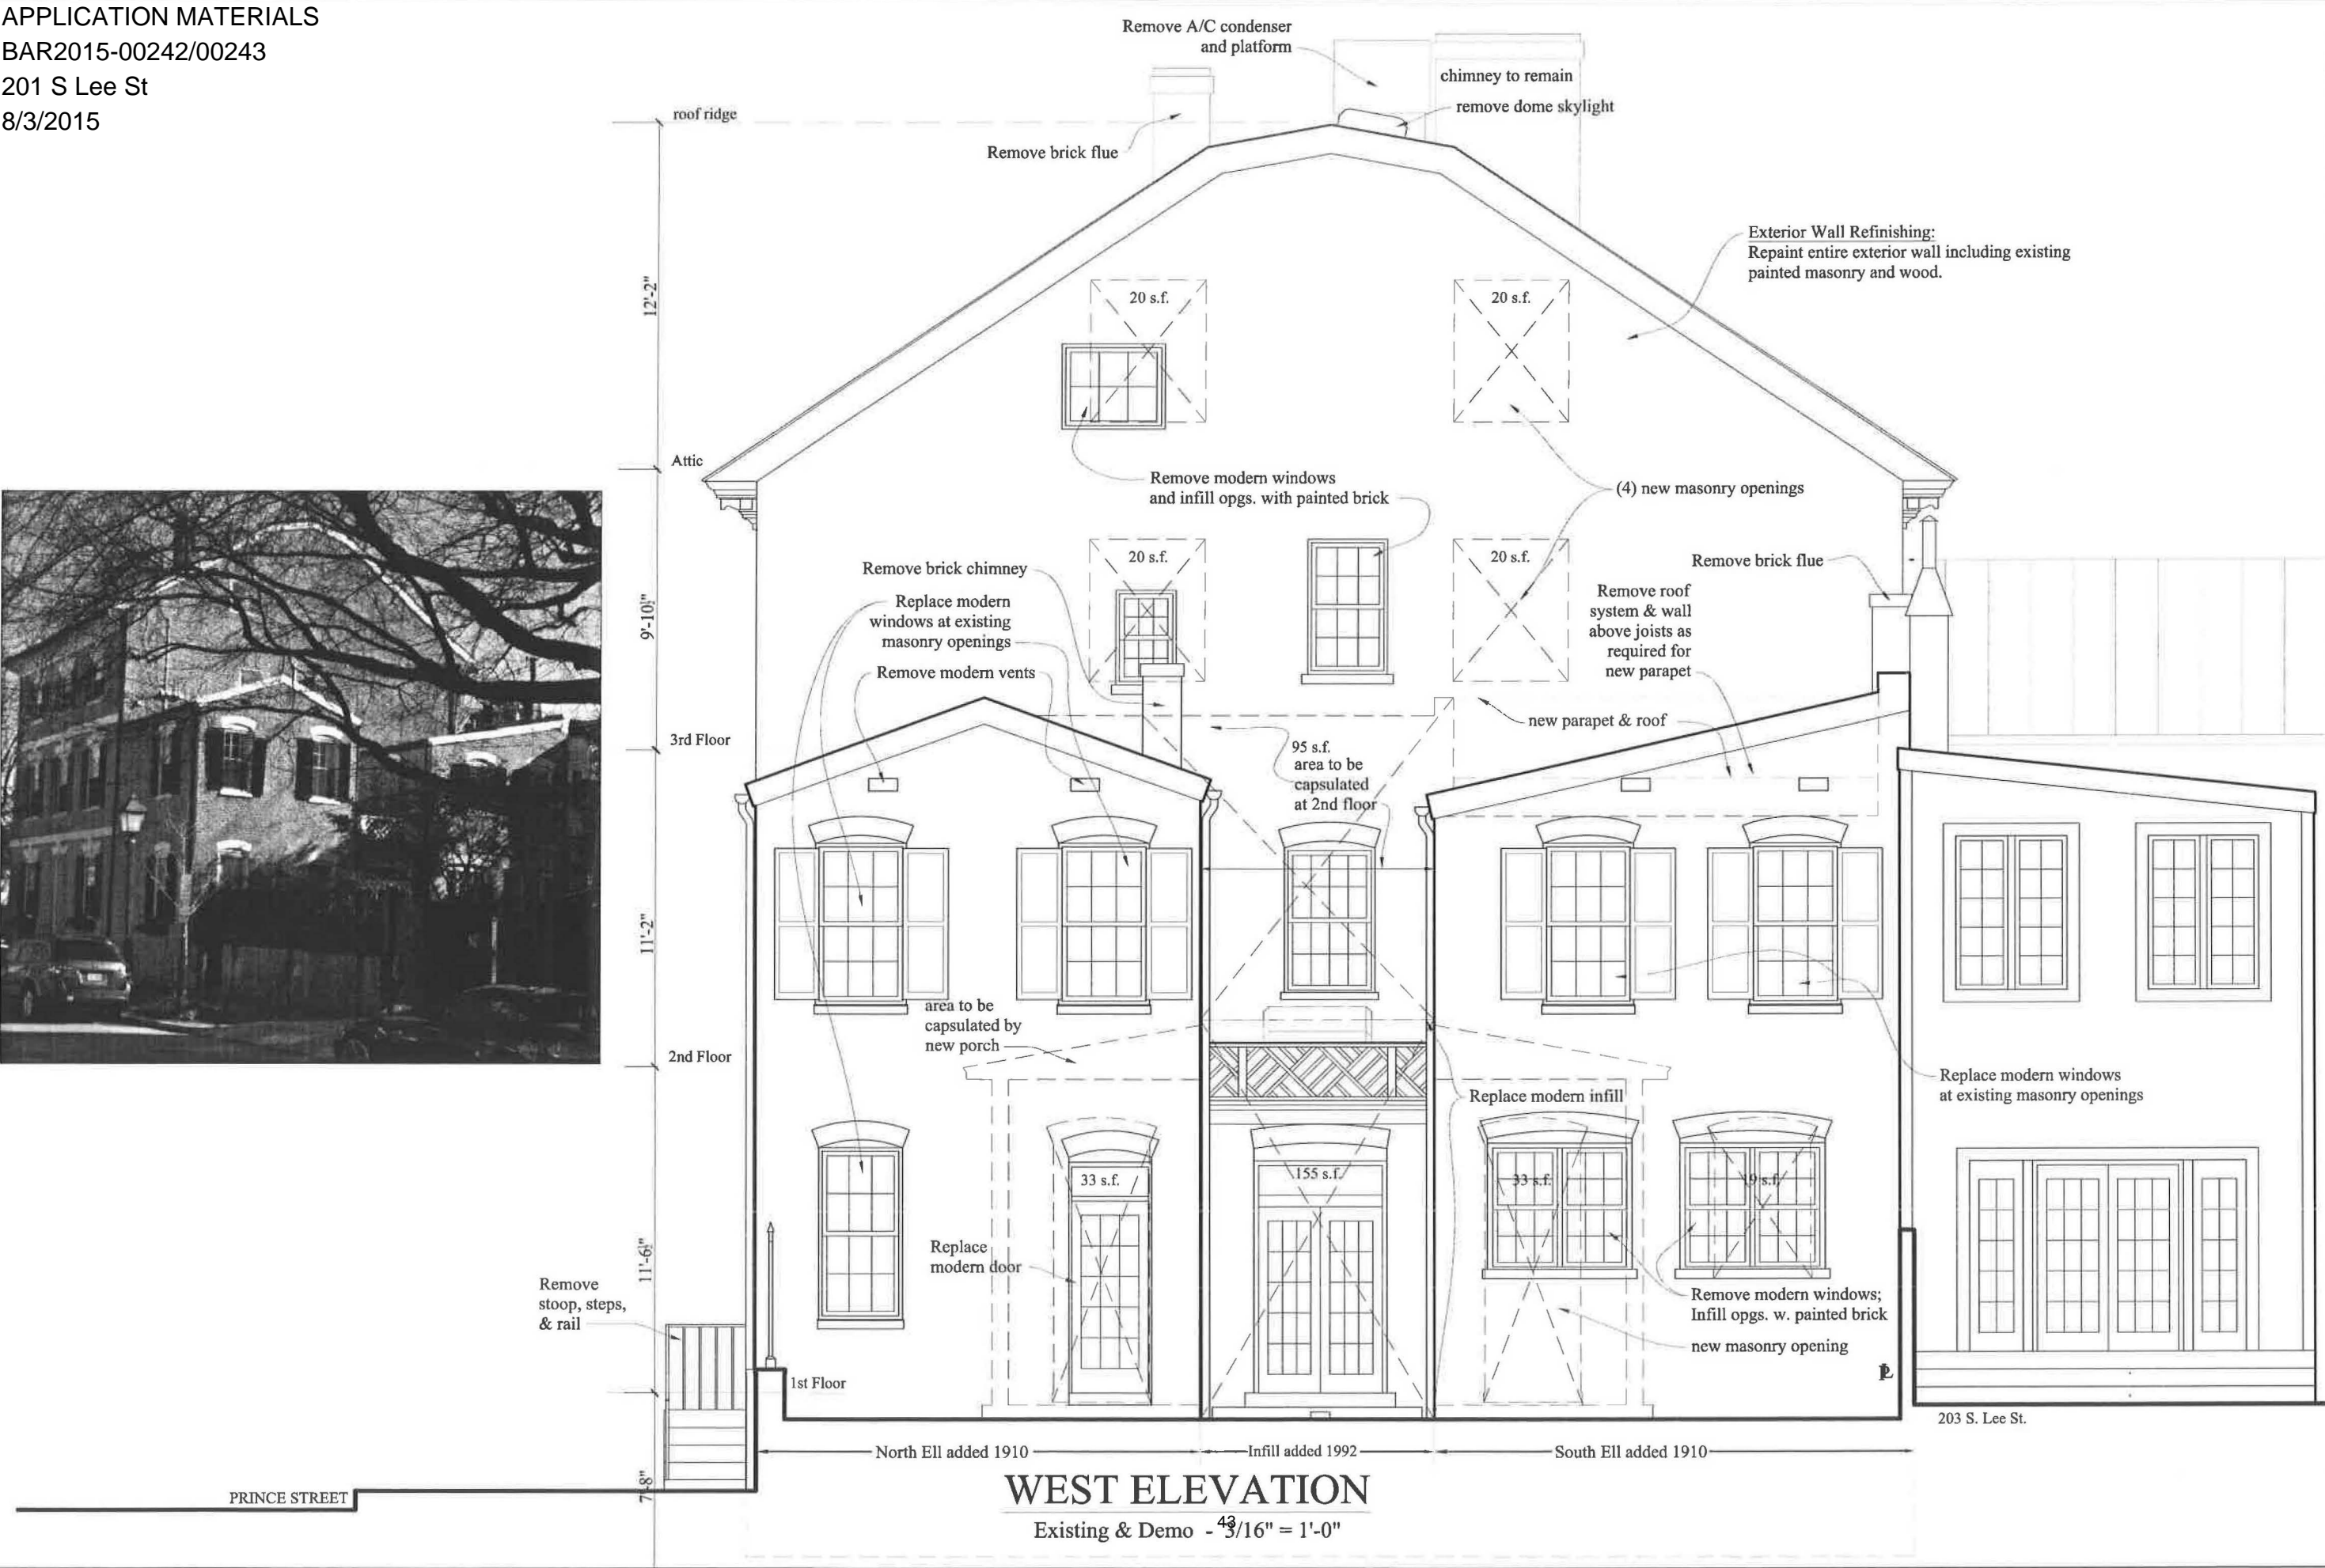 APPLICATION MATERIALS
BAR2015-00242/00243
201 S Lee St
8/3/2015
Remove A/C condenser
and platform
chimney to remain
remove dome skylight
roof ridge
Remove brick flue
Exterior Wall Refinishing:
Repaint entire exterior wall including existing
painted masonry and wood.
12'-2"
20 s.f.
20 s.f.
Attic
Remove modern windows
and infill opgs. with painted brick
(4) new masonry openings
20 s.f.
20 s.f.
Remove brick chimney
Remove brick flue
Replace modern
windows at existing
masonry openings
Remove modern vents
Remove roof
system & wall
above joists as
required for
new parapet
9'-10½"
new parapet & roof
3rd Floor
95 s.f.
area to be
capsulated
at 2nd floor
11'-2"
area to be
capsulated by
new porch
2nd Floor
Replace modern infill
Replace modern windows
at existing masonry openings
33 s.f.
155 s.f.
33 s.f.
19 s.f.
Replace
modern door
11'-6½"
Remove
stoop, steps,
& rail
Remove modern windows;
Infill opgs. w. painted brick
new masonry opening
1st Floor
PL
203 S. Lee St.
North Ell added 1910
Infill added 1992
South Ell added 1910
7'-8"
PRINCE STREET
WEST ELEVATION
Existing & Demo - 3/16" = 1'-0"
43